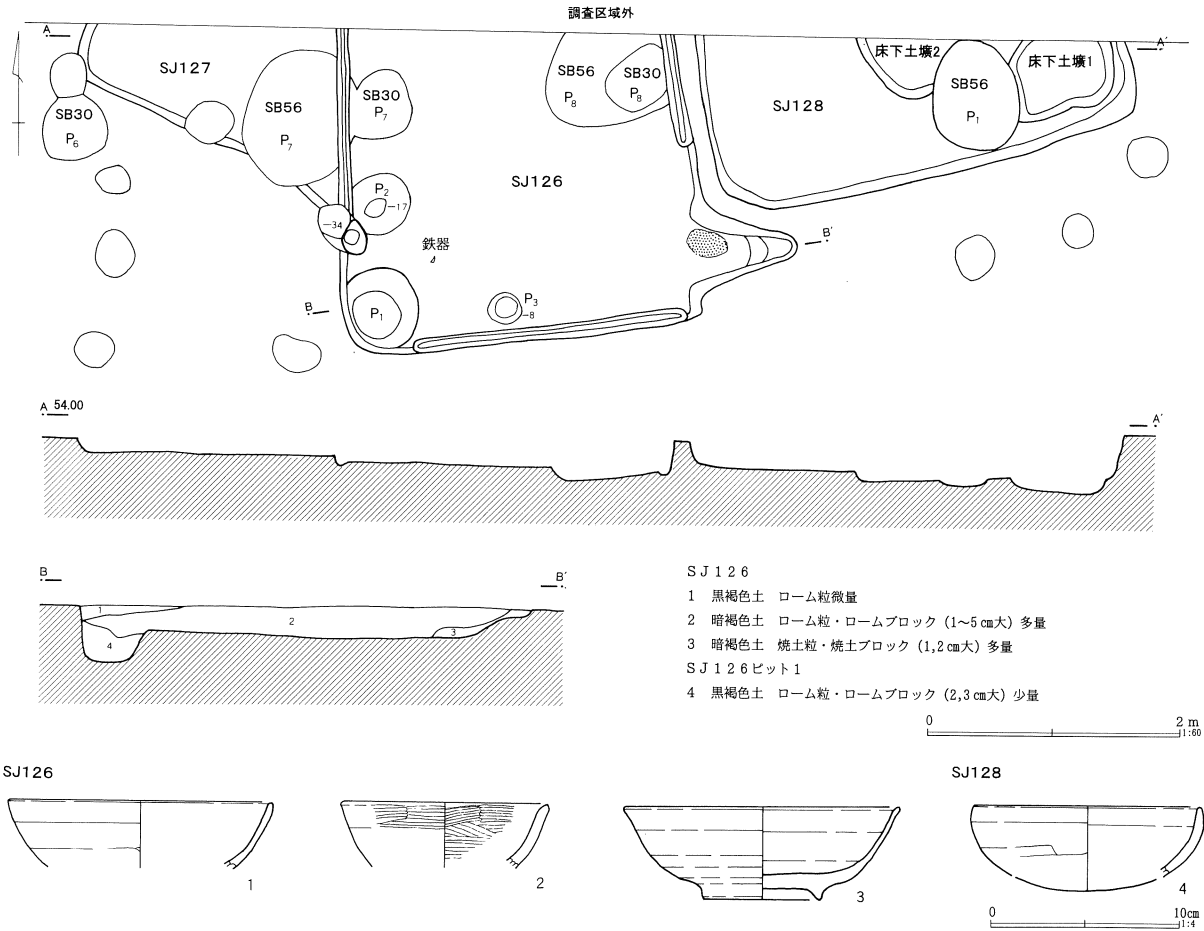 調査区域外
A
A′
SJ127
床下土壙2
床下土壙1
SB56
P8
SB30
P8
SB56
P7
SB30
P7
SB30
P6
SJ128
SB56
P1
SJ126
P2
-17
-34
鉄器
B′
B
P1
P3
-8
A 54.00
A′
B
B′
1
2
3
4
SJ126
1 黒褐色土 ローム粒微量
2 暗褐色土 ローム粒・ロームブロック（1〜5㎝大）多量
3 暗褐色土 焼土粒・焼土ブロック（1,2㎝大）多量
SJ126ピット1
4 黒褐色土 ローム粒・ロームブロック（2,3㎝大）少量
0 2m
1:60
SJ126
SJ128
1
2
3
4
0 10cm
1:4